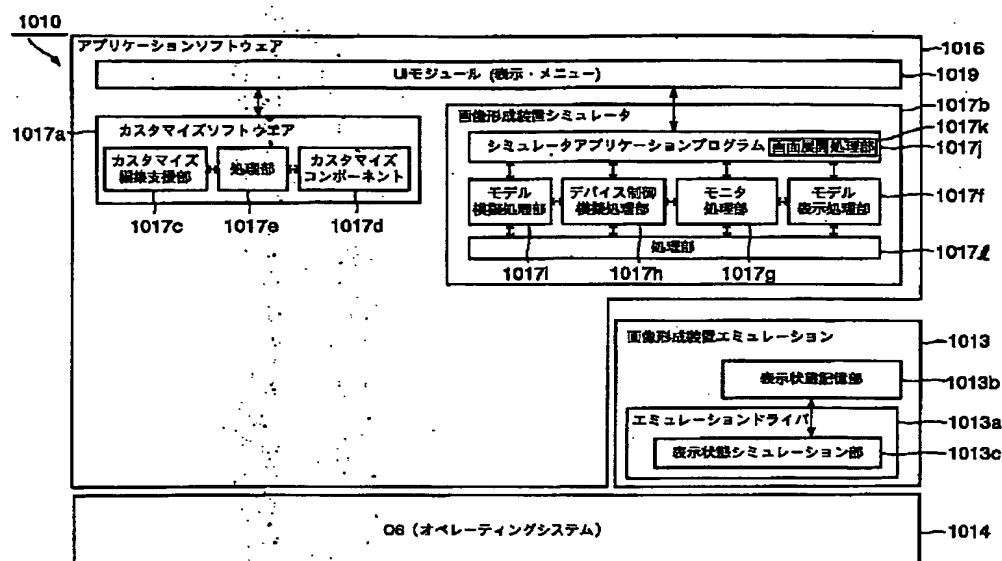 1010
アプリケーションソフトウェア
1016
UIモジュール (表示・メニュー)
1019
1017a
カスタマイズソフトウェア
カスタマイズ
編集支援部
処理部
カスタマイズ
コンポーネント
1017c
1017e
1017d
画像形成装置シミュレータ
1017b
シミュレータアプリケーションプログラム
画面展開処理部
1017k
1017j
モデル
模擬処理部
デバイス制御
模擬処理部
モニタ
処理部
モデル
表示処理部
1017f
処理部
1017ℓ
1017i
1017h
1017g
画像形成装置エミュレーション
1013
表示状態記憶部
1013b
エミュレーションドライバ
1013a
表示状態シミュレーション部
1013c
OS (オペレーティングシステム)
1014